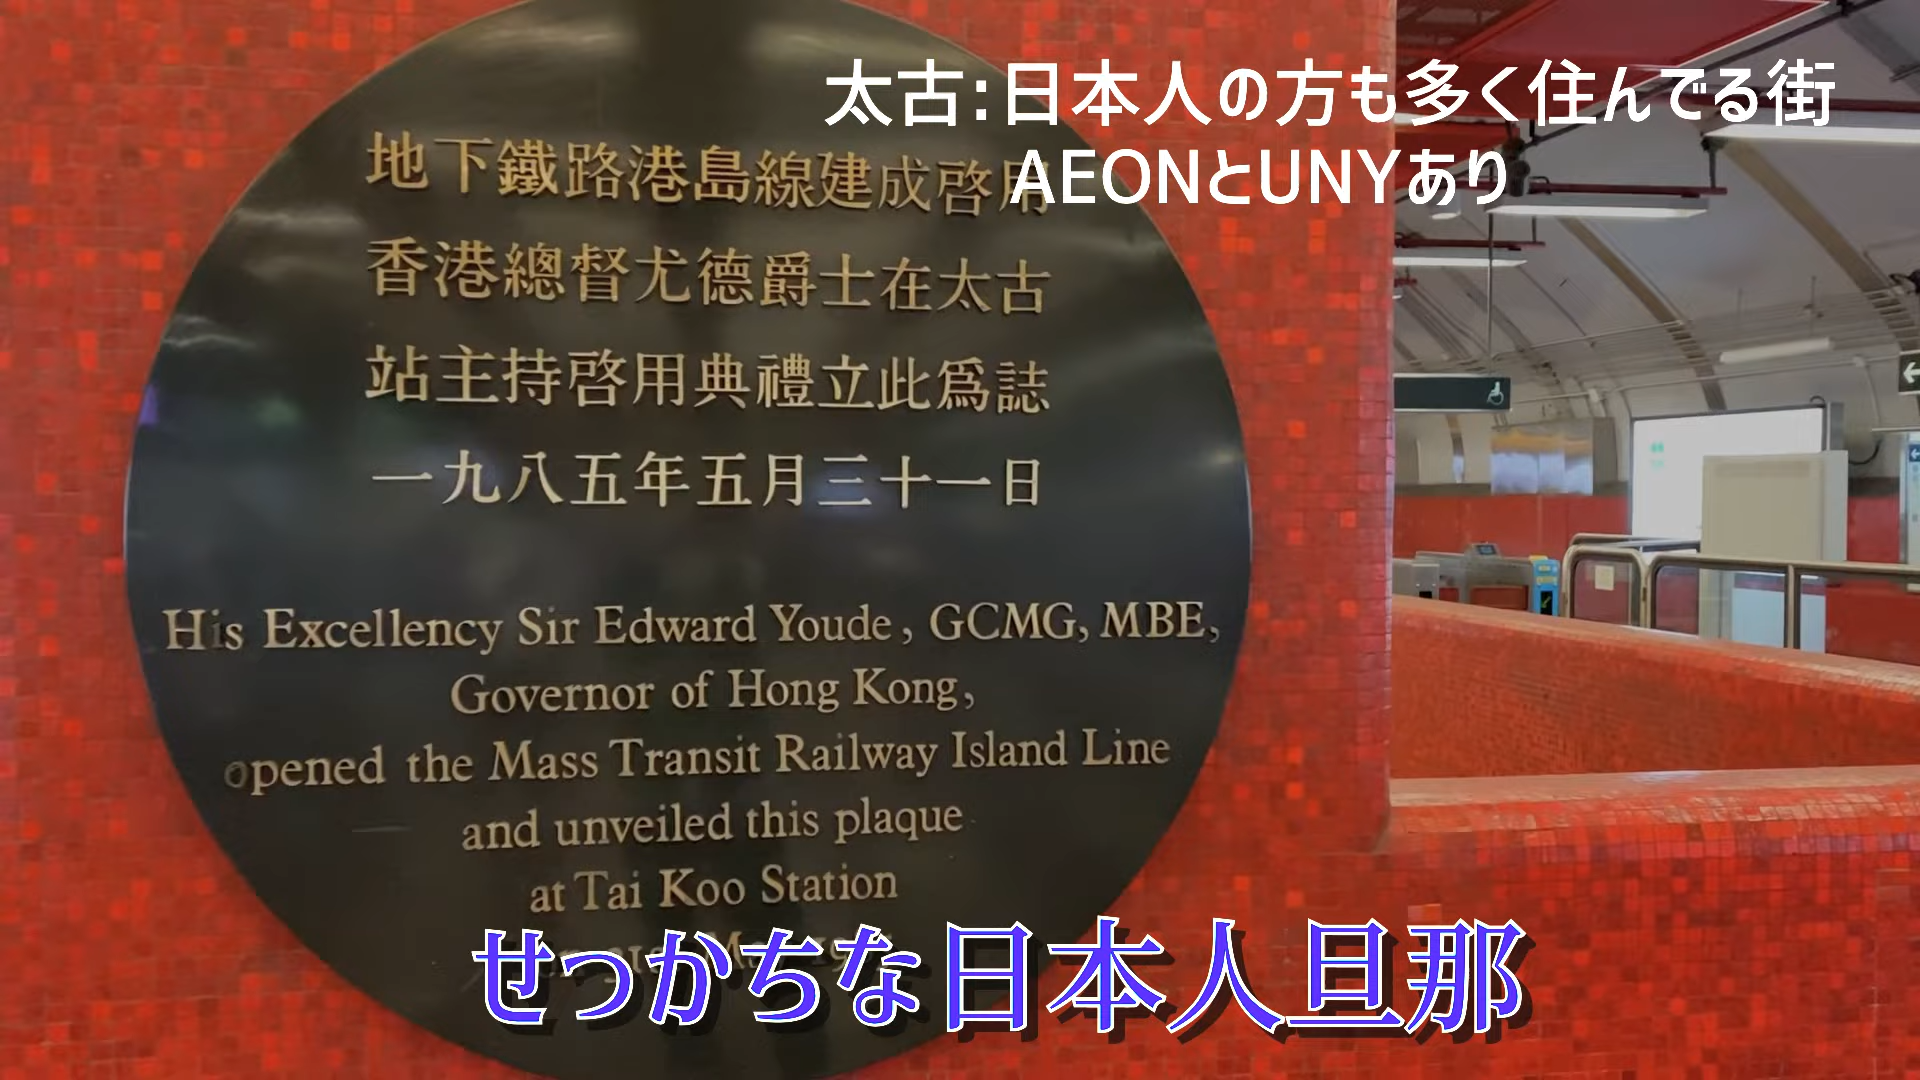 太古:日本人の方も多く住んでる街
AEONとUNYあり
地下鐵路港島線建成啓用
香港總督尤德爵士在太古
站主持啓用典禮立此爲誌
一九八五年五月三十一日
His Excellency Sir Edward Youde, GCMG, MBE,
Governor of Hong Kong,
opened the Mass Transit Railway Island Line
and unveiled this plaque
at Tai Koo Station
せっかちな日本人旦那